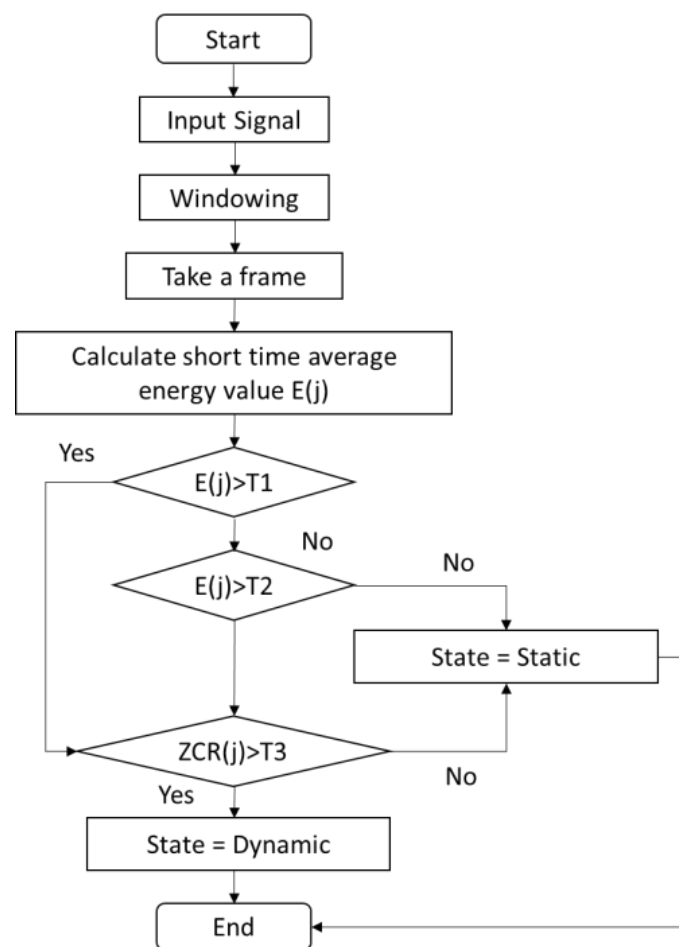 Start
Input Signal
Windowing
Take a frame
Calculate short time average
energy value E(j)
Yes
E(j)>T1
No
No
E(j)>T2
State = Static
ZCR(j)>T3
No
Yes
State = Dynamic
End